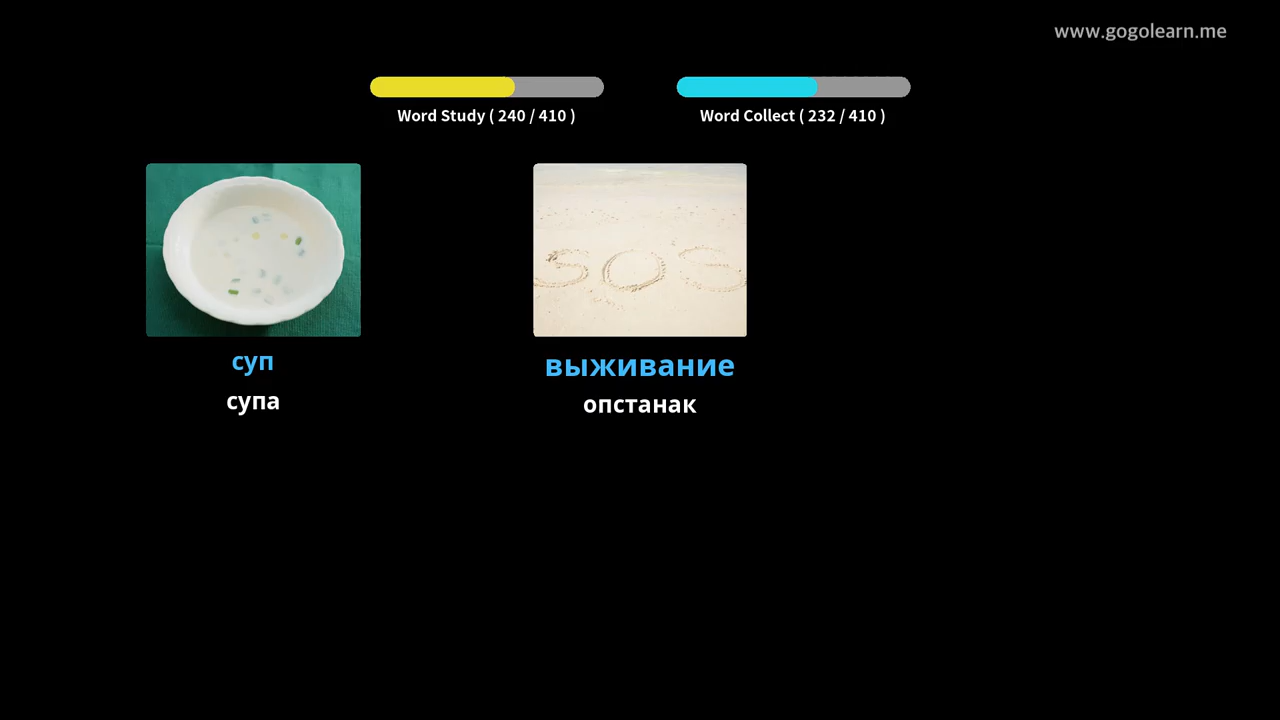 www.gogolearn.me
Word Study ( 240 / 410 )
Word Collect ( 232 / 410 )
SOS
суп
супа
выживание
опстанак